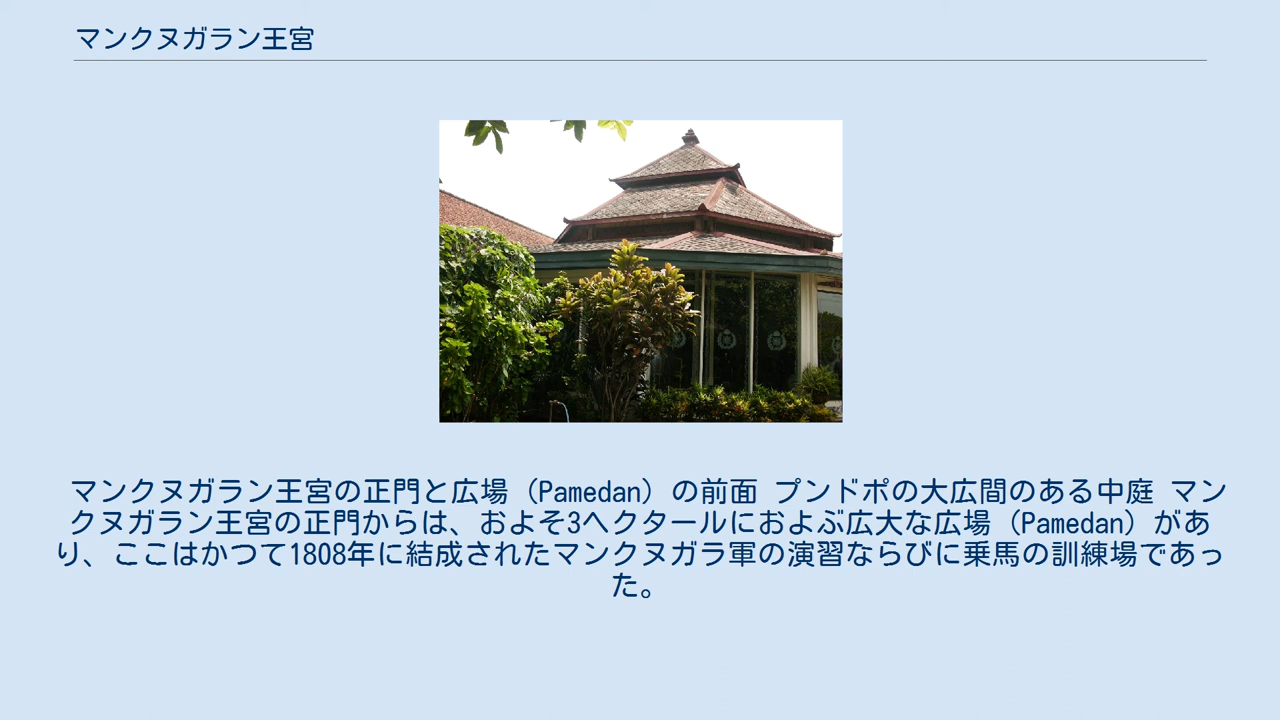 マンクヌガラン王宮
マンクヌガラン王宮の正門と広場（Pamedan）の前面 プンドポの大広間のある中庭 マン
クヌガラン王宮の正門からは、およそ3ヘクタールにおよぶ広大な広場（Pamedan）があ
り、ここはかつて1808年に結成されたマンクヌガラ軍の演習ならびに乗馬の訓練場であっ
た。